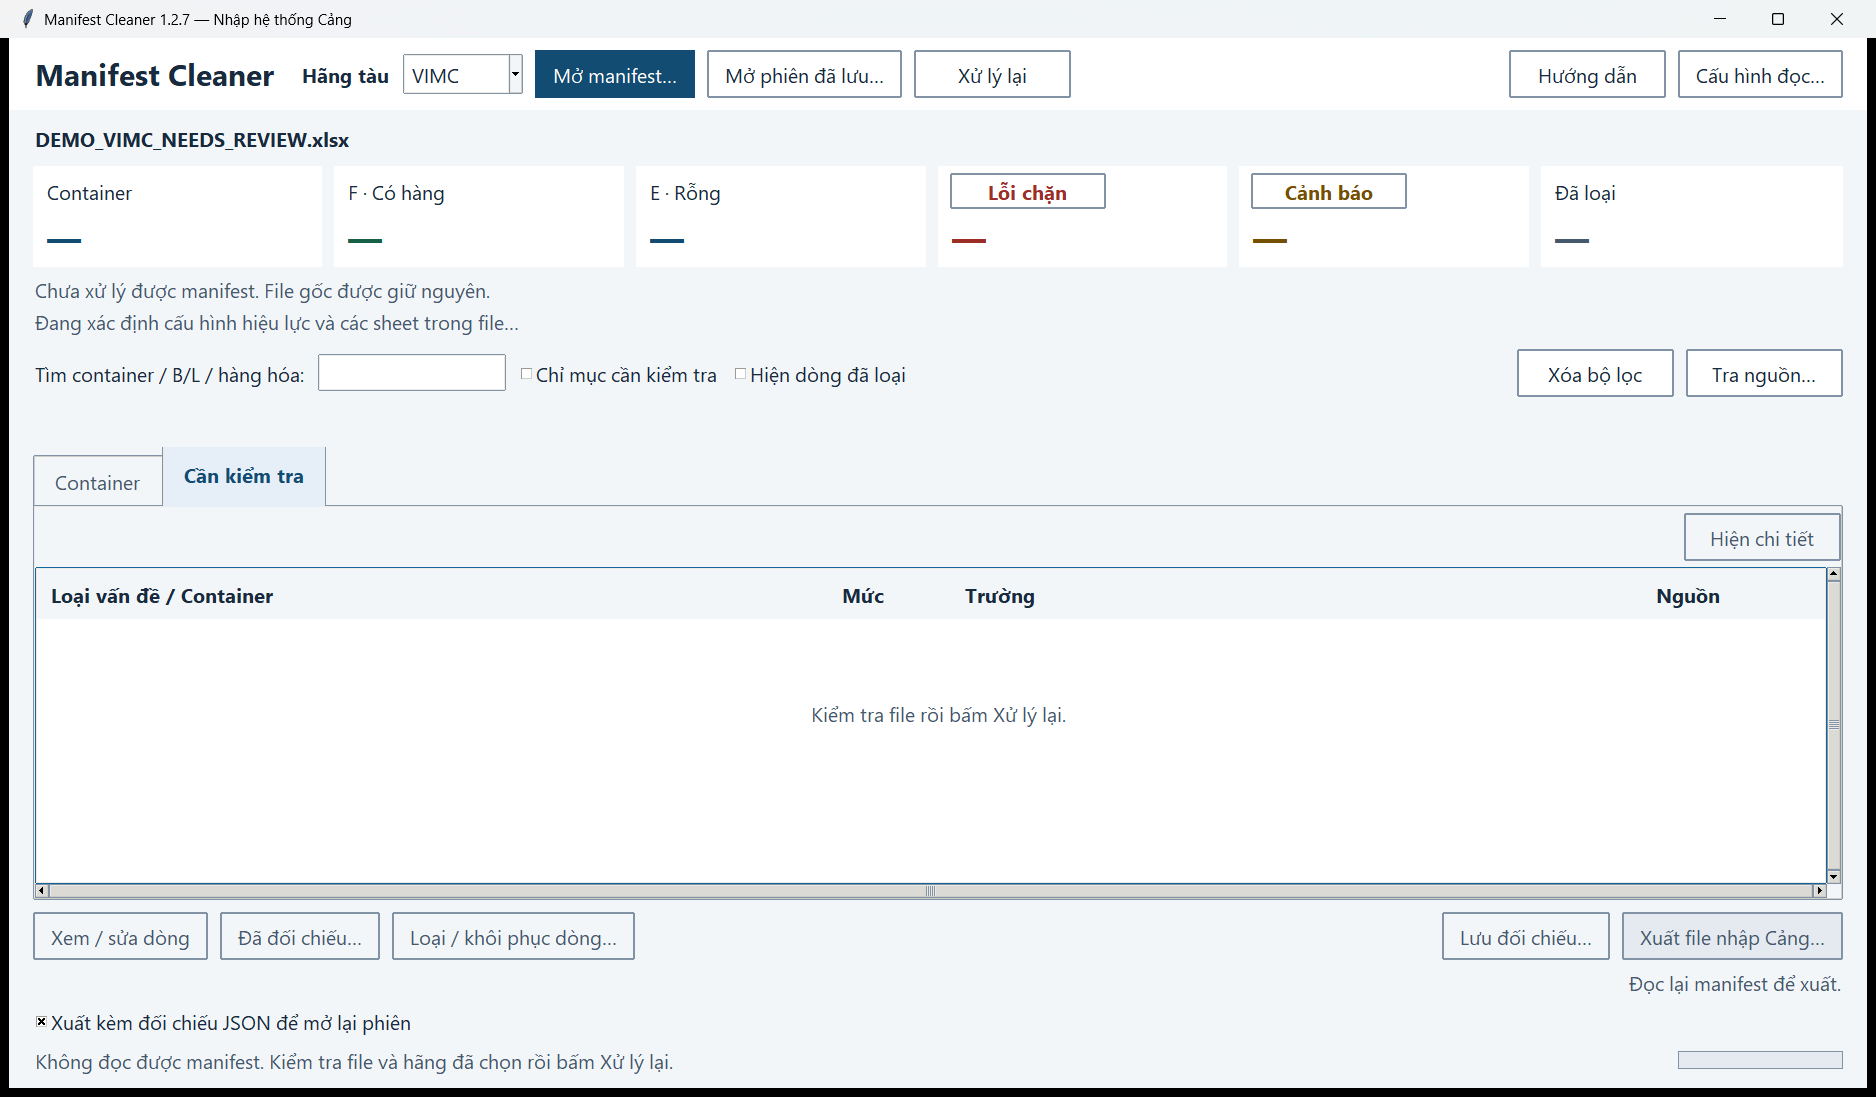 Manifest Cleaner 1.2.7 — Nhập hệ thống Cảng
Manifest Cleaner Hãng tàu VIMC Mở manifest... Mở phiên đã lưu... Xử lý lại Hướng dẫn Cấu hình đọc...
DEMO_VIMC_NEEDS_REVIEW.xlsx
Container F · Có hàng E · Rỗng Lỗi chặn Cảnh báo Đã loại
— — — — — —
Chưa xử lý được manifest. File gốc được giữ nguyên.
Đang xác định cấu hình hiệu lực và các sheet trong file...
Tìm container / B/L / hàng hóa: Chỉ mục cần kiểm tra Hiện dòng đã loại Xóa bộ lọc Tra nguồn...
Container Cần kiểm tra
Hiện chi tiết
Loại vấn đề / Container Mức Trường Nguồn
Kiểm tra file rồi bấm Xử lý lại.
Xem / sửa dòng Đã đối chiếu... Loại / khôi phục dòng... Lưu đối chiếu... Xuất file nhập Cảng...
Đọc lại manifest để xuất.
Xuất kèm đối chiếu JSON để mở lại phiên
Không đọc được manifest. Kiểm tra file và hãng đã chọn rồi bấm Xử lý lại.